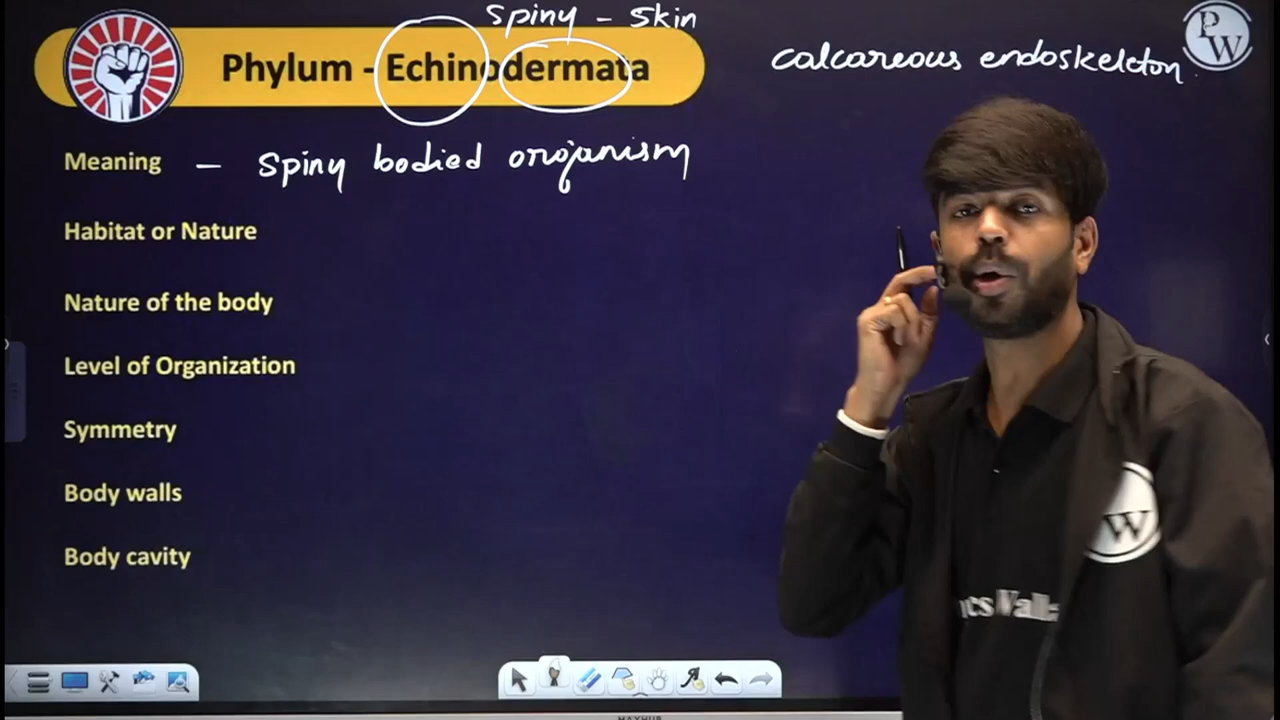 spiny - skin
Phylum - Echinodermata
calcareous endoskeleton
PW
Meaning - spiny bodied organism
Habitat or Nature
Nature of the body
Level of Organization
Symmetry
Body walls
Body cavity
W
MAXHUB